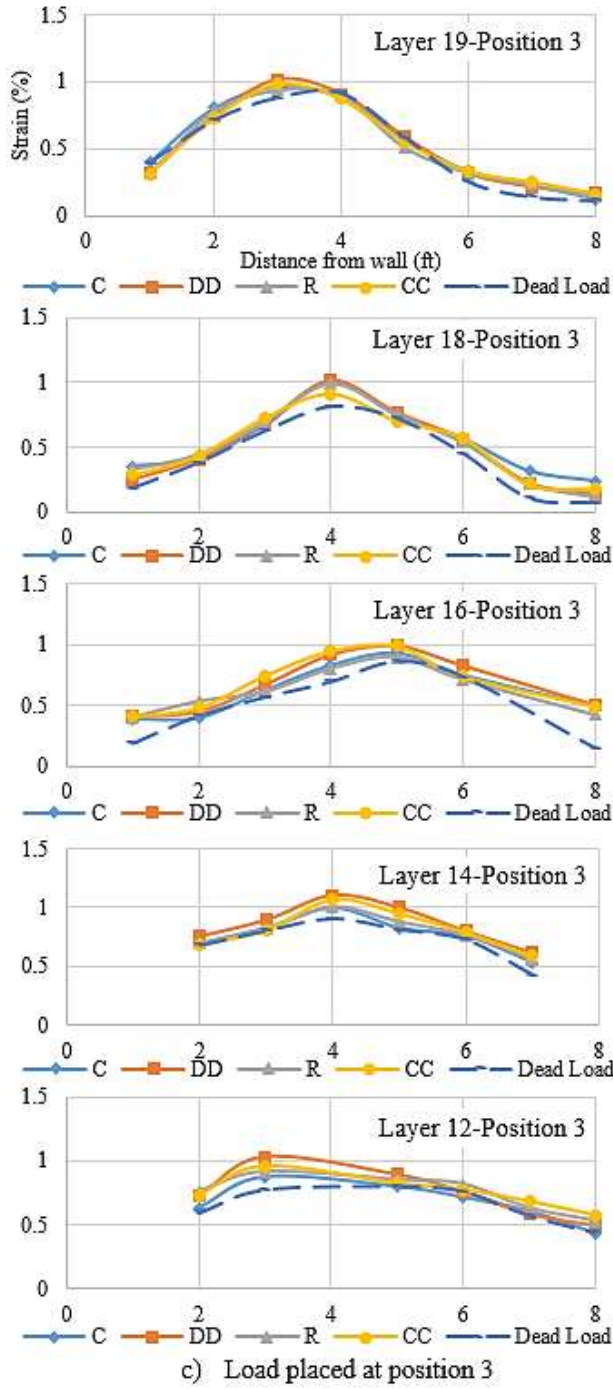 1.5
Layer 19-Position 3
1
Strain (%)
0.5
0
0 2 4 6 8
Distance from wall (ft)
C DD R CC Dead Load
1.5
Layer 18-Position 3
1
0.5
0
0 2 4 6 8
C DD R CC Dead Load
1.5
Layer 16-Position 3
1
0.5
0
0 2 4 6 8
C DD R CC Dead Load
1.5
Layer 14-Position 3
1
0.5
0
0 2 4 6 8
C DD R CC Dead Load
1.5
Layer 12-Position 3
1
0.5
0
0 2 4 6 8
C DD R CC Dead Load
c) Load placed at position 3